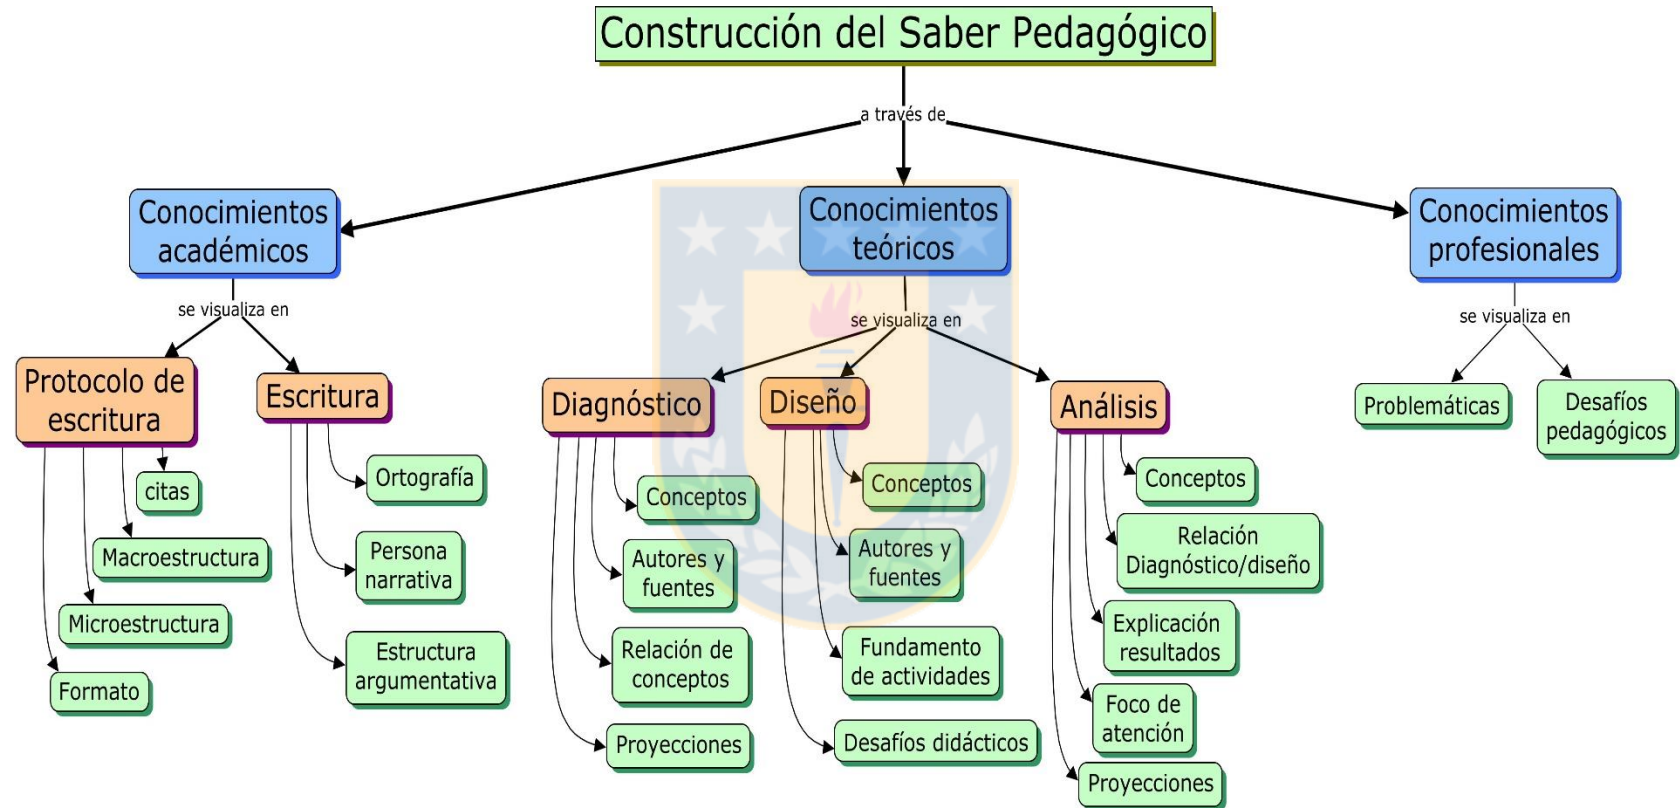 Construcción del Saber Pedagógico
a través de
Conocimientos
académicos
Conocimientos
teóricos
Conocimientos
profesionales
se visualiza en
se visualiza en
se visualiza en
Protocolo de
escritura
Escritura
Diagnóstico
Diseño
Análisis
Problemáticas
Desafíos
pedagógicos
citas
Macroestructura
Microestructura
Formato
Ortografía
Persona
narrativa
Estructura
argumentativa
Conceptos
Autores y
fuentes
Relación de
conceptos
Proyecciones
Conceptos
Autores y
fuentes
Fundamento
de actividades
Desafíos didácticos
Conceptos
Relación
Diagnóstico/diseño
Explicación
resultados
Foco de
atención
Proyecciones